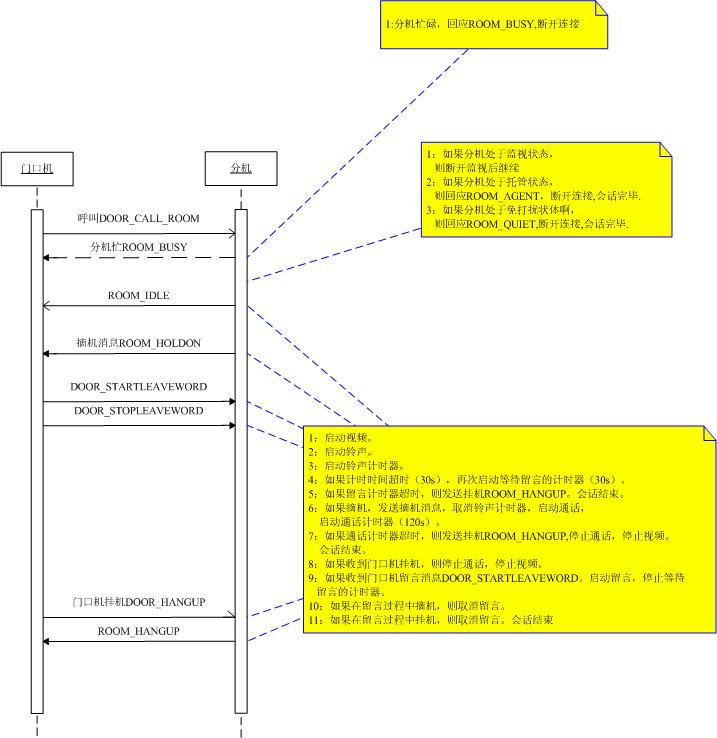 1:分机忙碌，回应ROOM_BUSY,断开连接
门口机
分机
1：如果分机处于监视状态，
则断开监视后继续
2：如果分机处于托管状态，
则回应ROOM_AGENT，断开连接,会话完毕.
3：如果分机处于免打扰状体啊，
则回应ROOM_QUIET,断开连接,会话完毕.
呼叫DOOR_CALL_ROOM
分机忙ROOM_BUSY
ROOM_IDLE
摘机消息ROOM_HOLDON
DOOR_STARTLEAVEWORD
DOOR_STOPLEAVEWORD
1；启动视频。
2；启动铃声。
3；启动铃声计时器。
4；如果计时时间超时（30s），再次启动等待留言的计时器（30s）。
5；如果留言计时器超时，则发送挂机ROOM_HANGUP。会话结束。
6；如果摘机，发送摘机消息，取消铃声计时器，启动通话，
启动通话计时器（120s）。
7；如果通话计时器超时，则发送挂机ROOM_HANGUP,停止通话，停止视频。
会话结束。
8；如果收到门口机挂机，则停止通话，停止视频。
9；如果收到门口机留言消息DOOR_STARTLEAVEWORD。启动留言，停止等待
留言的计时器。
10；如果在留言过程中摘机，则取消留言。
11；如果在留言过程中挂机，则取消留言。会话结束
门口机挂机DOOR_HANGUP
ROOM_HANGUP